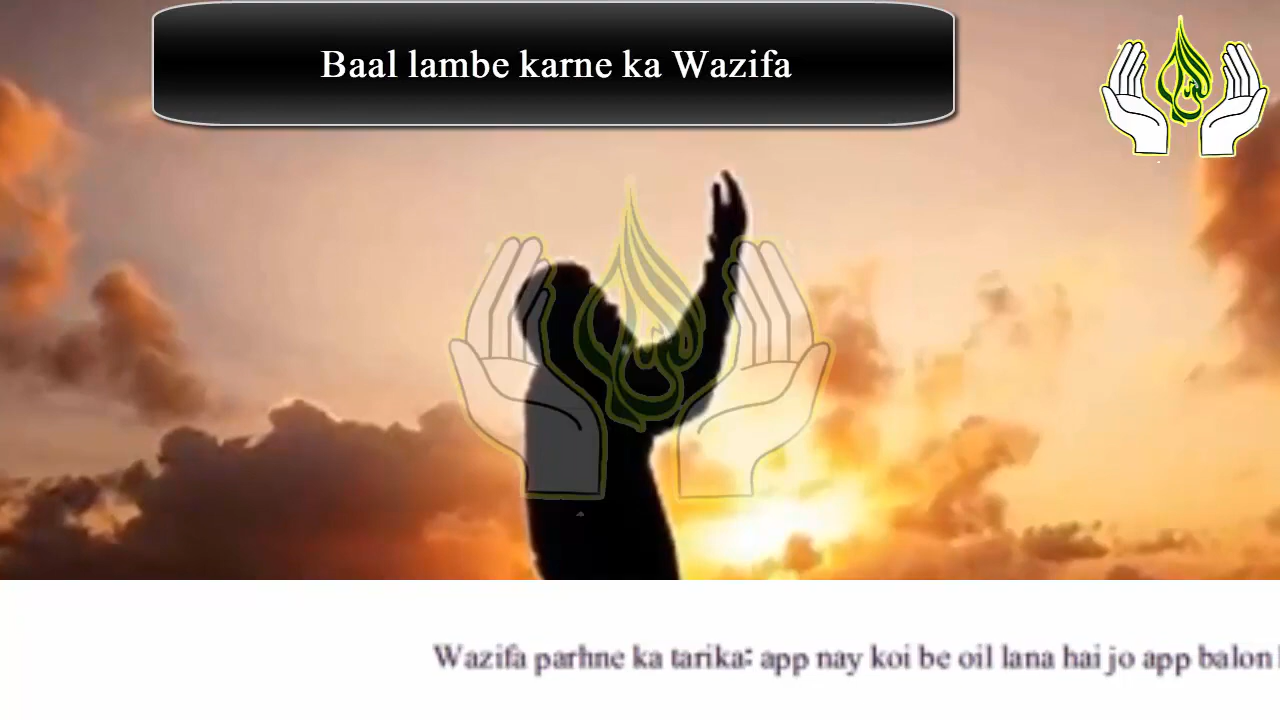 Baal lambe karne ka Wazifa
Wazifa parhne ka tarika: app nay koi be oil lana hai jo app balon